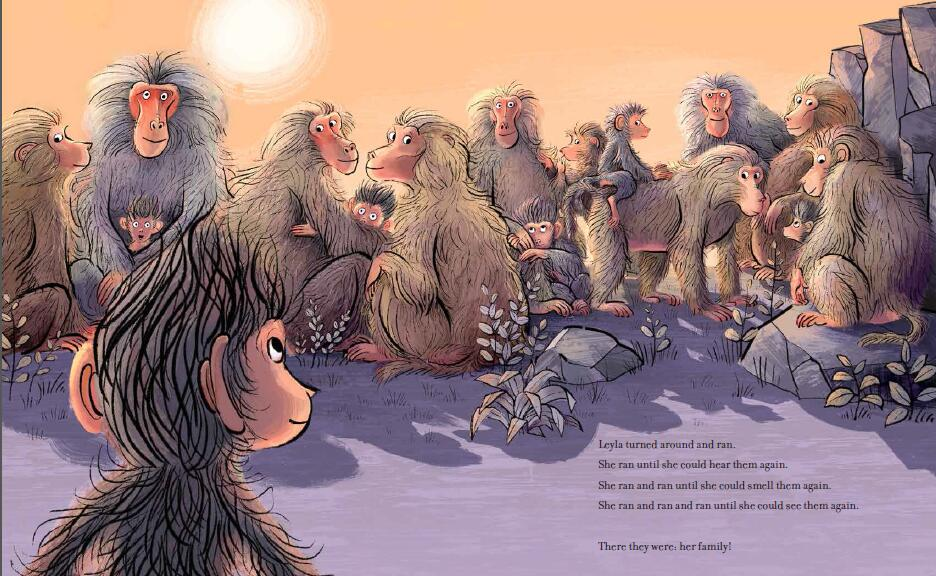 Leyla turned around and ran.
She ran until she could hear them again.
She ran and ran until she could smell them again.
She ran and ran and ran until she could see them again.
There they were: her family!